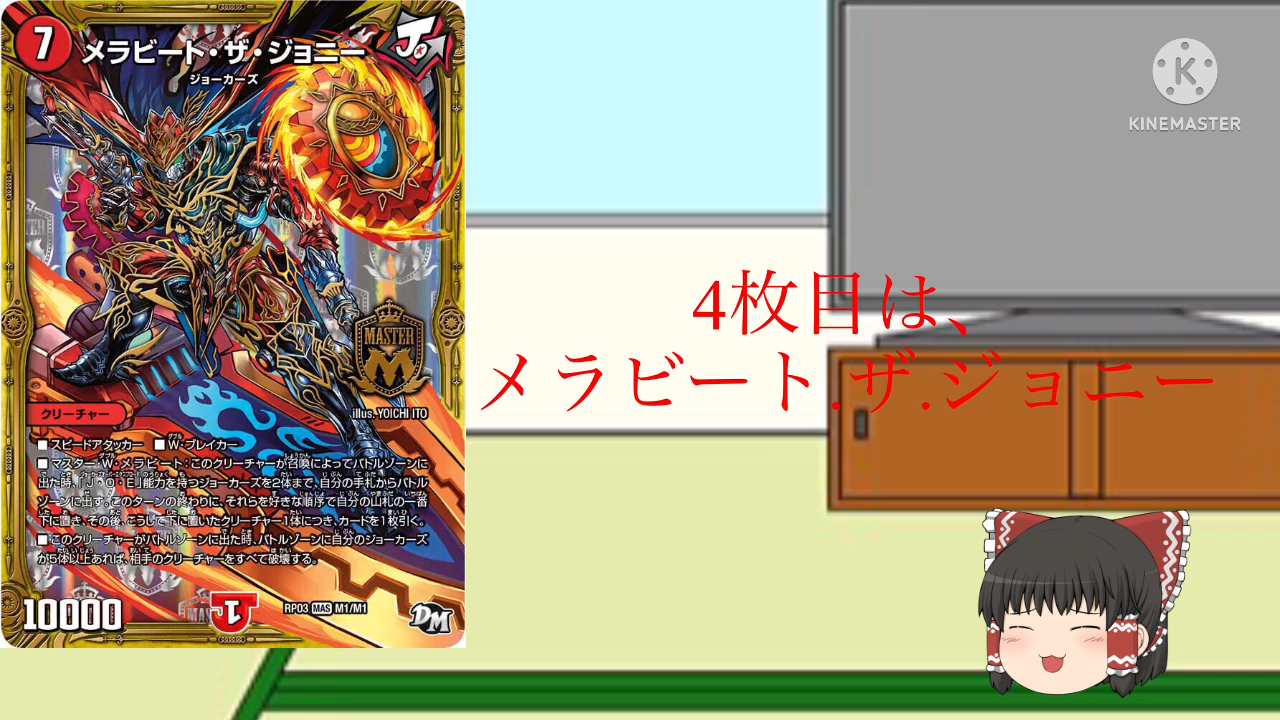 7
メラビート・ザ・ジョニー
ジョーカーズ
J
KINEMASTER
4枚目は、
メラビート.ザ.ジョニー
MASTER
M
クリーチャー
illus. YOICHI ITO
■スピードアタッカー ■W・ブレイカー
■マスター・W・メラビート：このクリーチャーが召喚によってバトルゾーンに
出た時、「J・O・E」能力を持つジョーカーズを2体まで、自分の手札からバトル
ゾーンに出す。このターンの終わりに、それらを好きな順序で自分の山札の一番
下に置き、その後、こうして下に置いたクリーチャー1体につき、カードを1枚引く。
■このクリーチャーがバトルゾーンに出た時、バトルゾーンに自分のジョーカーズ
が5体以上あれば、相手のクリーチャーをすべて破壊する。
10000
1
RP03 MAS M1/M1
DM